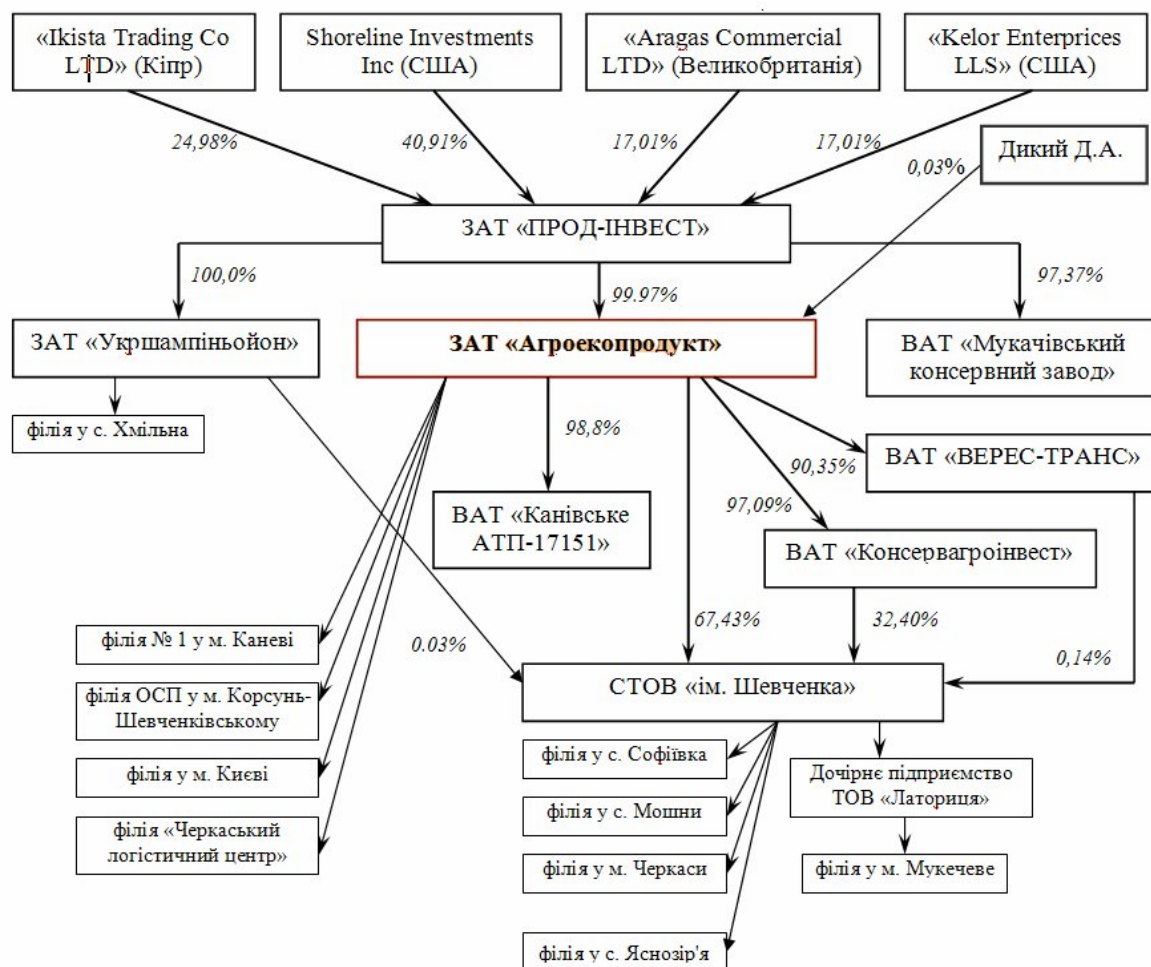 «Ikista Trading Co
LTD» (Кіпр)
Shoreline Investments
Inc (США)
«Aragas Commercial
LTD» (Великобританія)
«Kelor Enterprices
LLS» (США)
24,98%
40,91%
17,01%
17,01%
0,03%
Дикий Д.А.
ЗАТ «ПРОД-ІНВЕСТ»
100,0%
99.97%
97,37%
ЗАТ «Укршампіньойон»
ЗАТ «Агроекопродукт»
ВАТ «Мукачівський
консервний завод»
філія у с. Хмільна
98,8%
90,35%
97,09%
ВАТ «ВЕРЕС-ТРАНС»
ВАТ «Канівське
АТП-17151»
ВАТ «Консервагроінвест»
філія № 1 у м. Каневі
0.03%
67,43%
32,40%
0,14%
філія ОСП у м. Корсунь-
Шевченківському
СТОВ «ім. Шевченка»
філія у м. Києві
філія у с. Софіївка
Дочірнє підприємство
ТОВ «Латориця»
філія «Черкаський
логістичний центр»
філія у с. Мошни
філія у м. Черкаси
філія у м. Мукечеве
філія у с. Яснозір'я